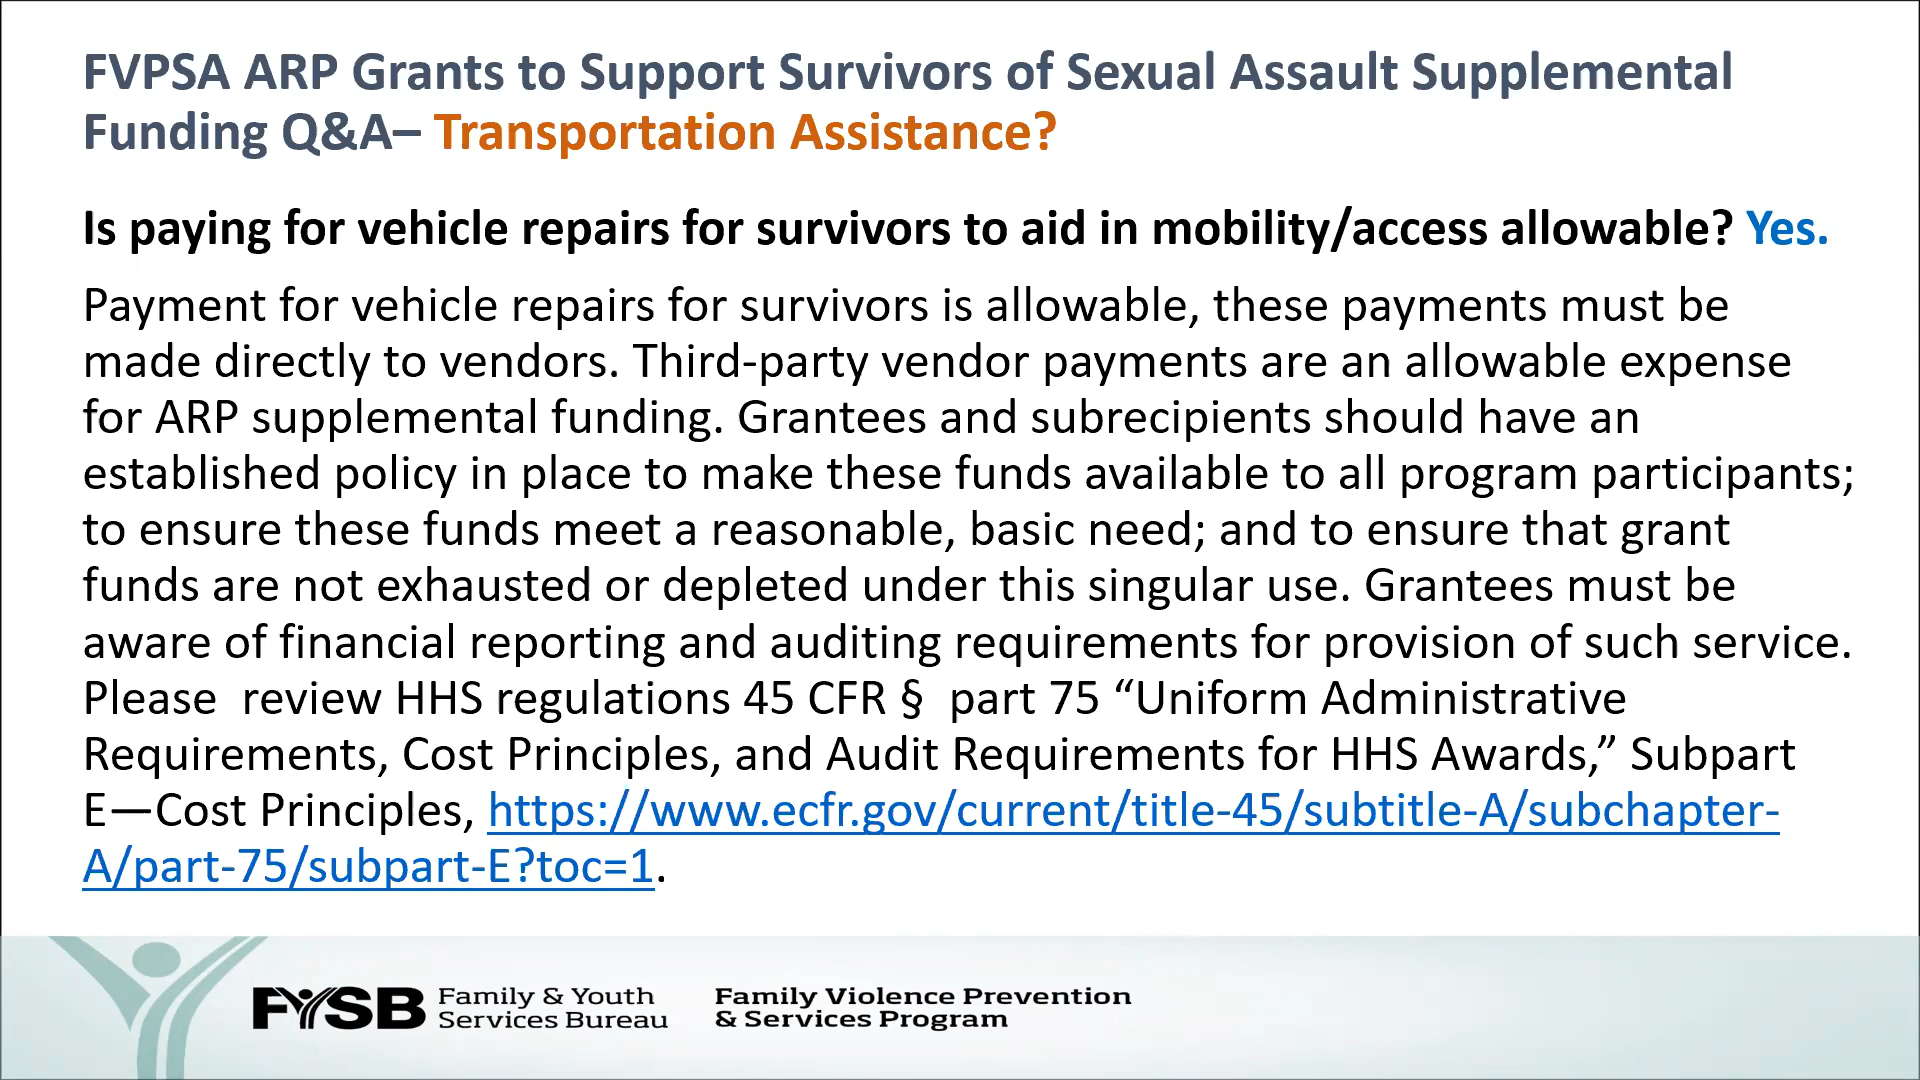 FVPSA ARP Grants to Support Survivors of Sexual Assault Supplemental
Funding Q&A– Transportation Assistance?
Is paying for vehicle repairs for survivors to aid in mobility/access allowable? Yes.
Payment for vehicle repairs for survivors is allowable, these payments must be
made directly to vendors. Third-party vendor payments are an allowable expense
for ARP supplemental funding. Grantees and subrecipients should have an
established policy in place to make these funds available to all program participants;
to ensure these funds meet a reasonable, basic need; and to ensure that grant
funds are not exhausted or depleted under this singular use. Grantees must be
aware of financial reporting and auditing requirements for provision of such service.
Please  review HHS regulations 45 CFR §  part 75 “Uniform Administrative
Requirements, Cost Principles, and Audit Requirements for HHS Awards,” Subpart
E—Cost Principles, https://www.ecfr.gov/current/title-45/subtitle-A/subchapter-
A/part-75/subpart-E?toc=1.
FYSB Family & Youth
Services Bureau
Family Violence Prevention
& Services Program